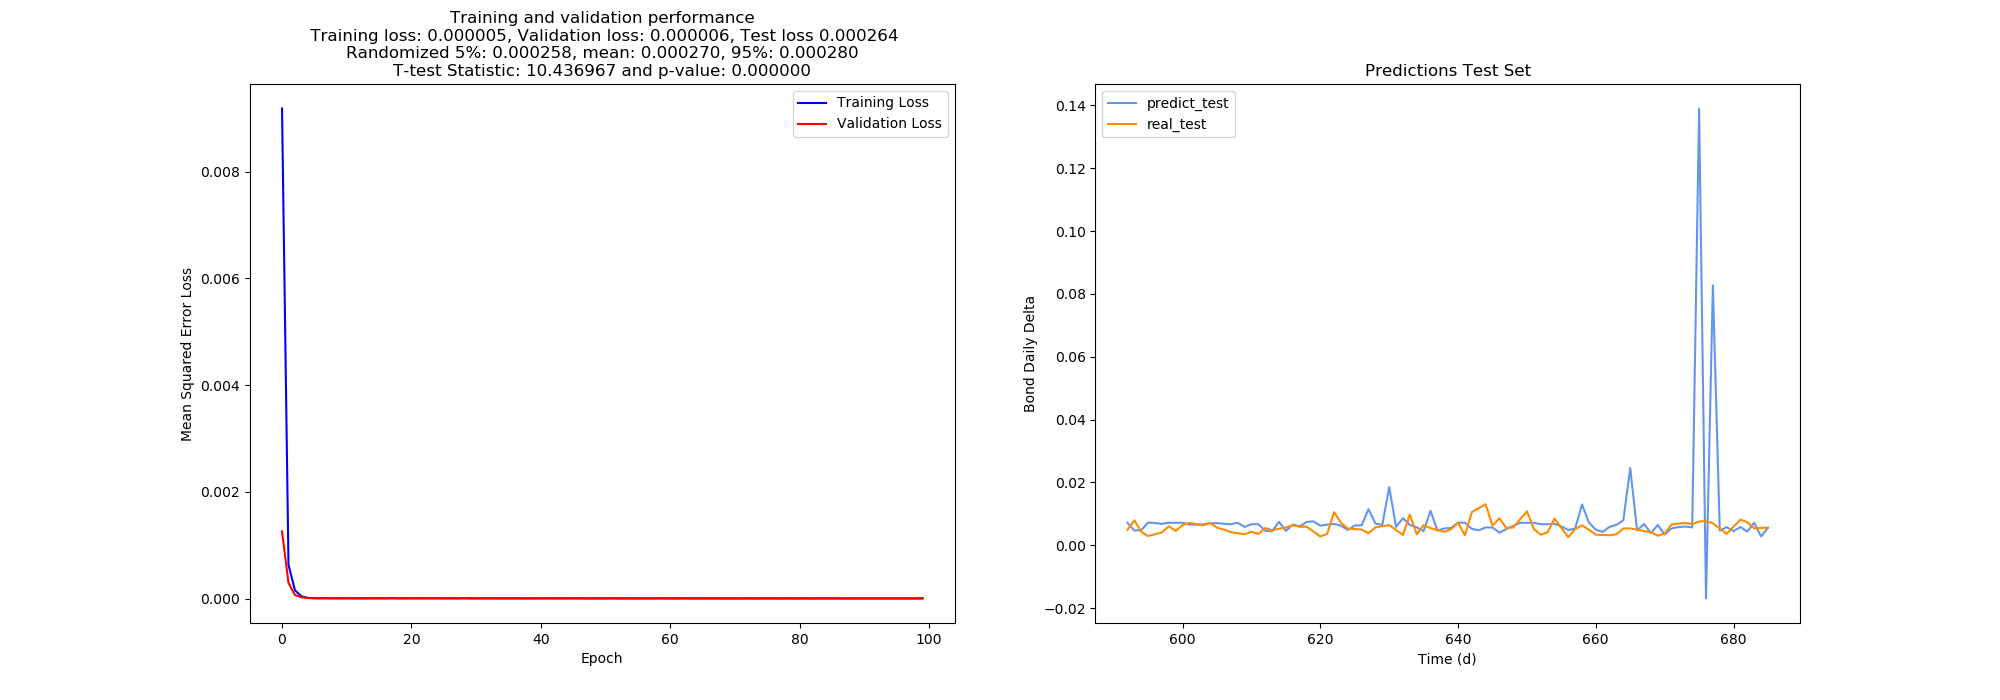 Training and validation performance
Training loss: 0.000005, Validation loss: 0.000006, Test loss 0.000264
Randomized 5%: 0.000258, mean: 0.000270, 95%: 0.000280
T-test Statistic: 10.436967 and p-value: 0.000000
Training Loss
Validation Loss
0.008
0.006
0.004
0.002
0.000
Mean Squared Error Loss
0
20
40
60
80
100
Epoch
Predictions Test Set
predict_test
real_test
0.14
0.12
0.10
0.08
0.06
0.04
0.02
0.00
−0.02
Bond Daily Delta
600
620
640
660
680
Time (d)